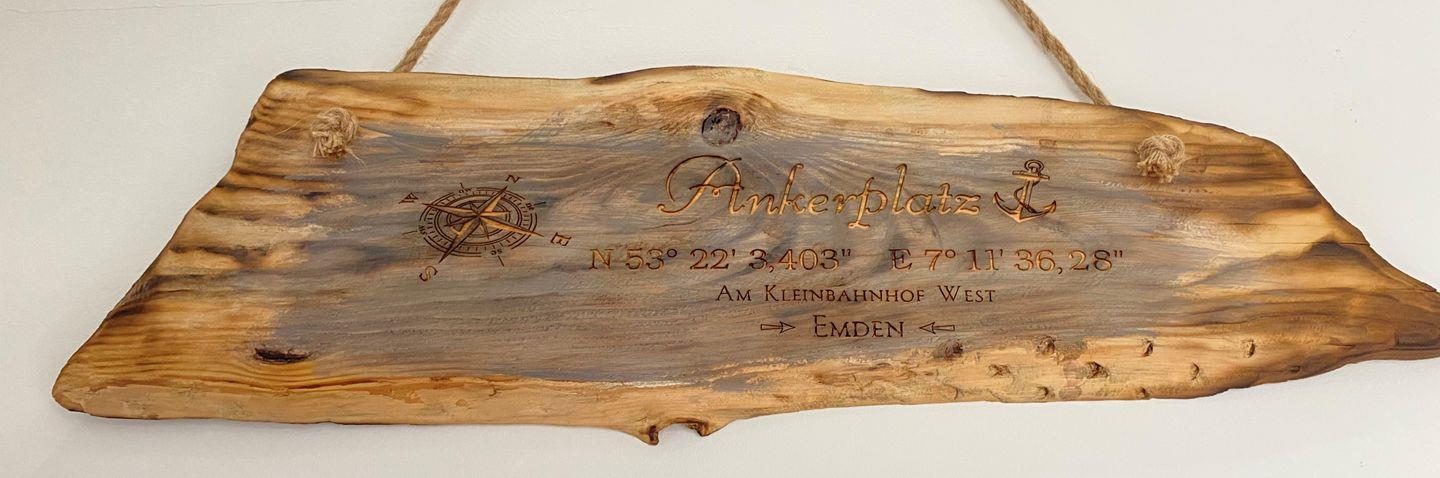 Ankerplatz
N 53° 22' 3,403" E 7° 11' 36,28"
Am Kleinbahnhof West
Emden
N
W
E
S